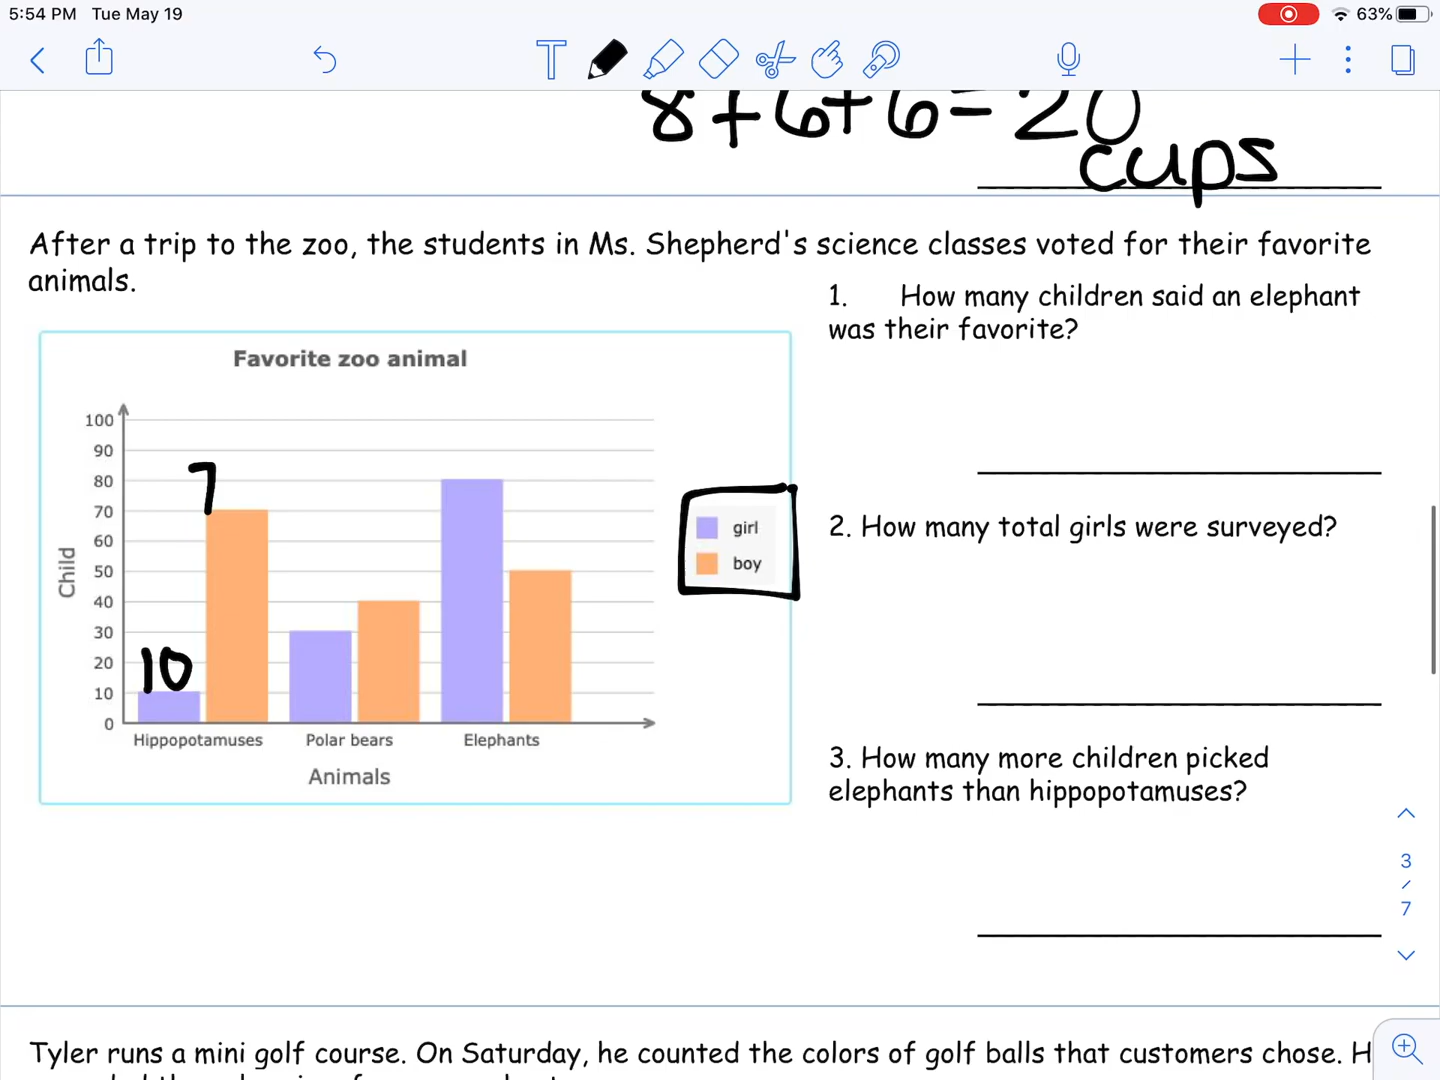 5:54 PM Tue May 19
63%
T
8+6+6=20
cups
After a trip to the zoo, the students in Ms. Shepherd's science classes voted for their favorite
animals.
1. How many children said an elephant
was their favorite?
Favorite zoo animal
100
90
80
70
60
50
40
30
20
10
0
Child
7
10
Hippopotamuses
Polar bears
Elephants
Animals
girl
boy
2. How many total girls were surveyed?
3. How many more children picked
elephants than hippopotamuses?
3
/
7
Tyler runs a mini golf course. On Saturday, he counted the colors of golf balls that customers chose. H